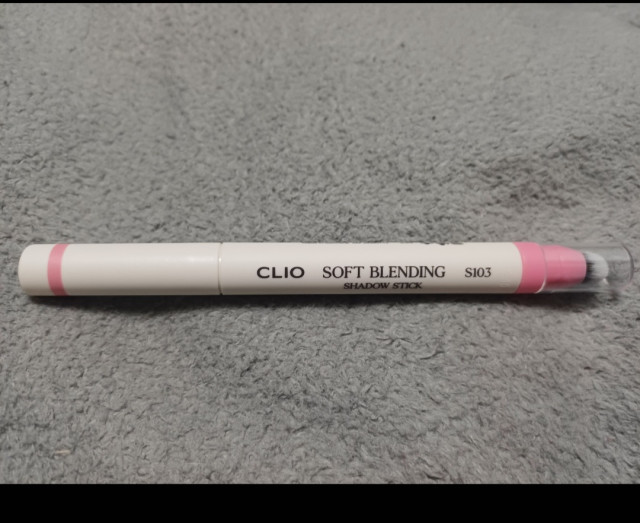 CLIO SOFT BLENDING S103
SHADOW STICK